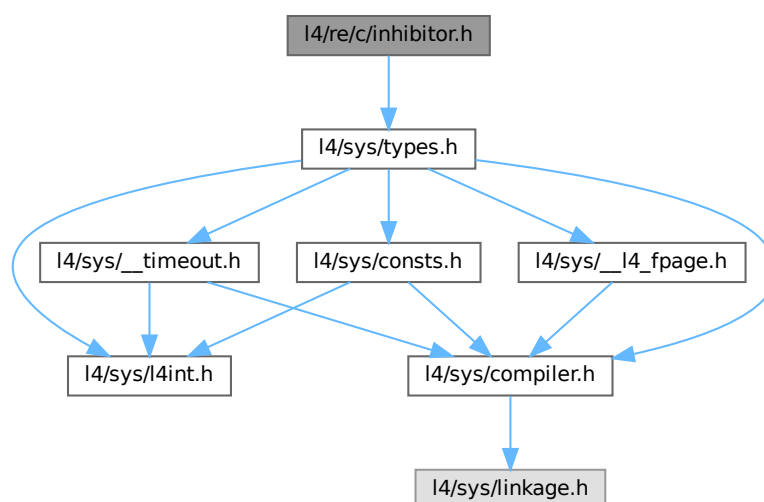 l4/re/c/inhibitor.h
l4/sys/types.h
l4/sys/__timeout.h
l4/sys/consts.h
l4/sys/__l4_fpage.h
l4/sys/l4int.h
l4/sys/compiler.h
l4/sys/linkage.h